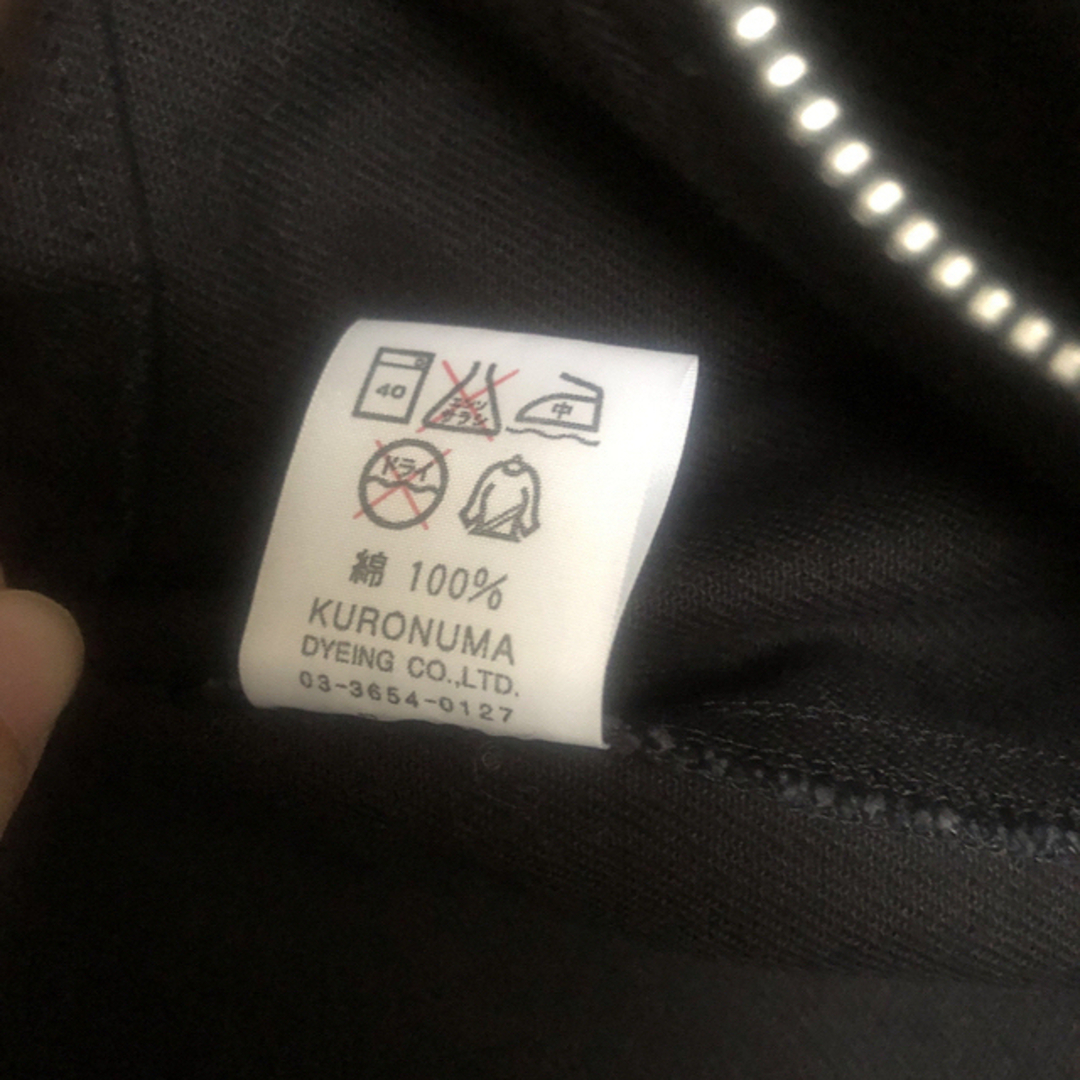 40
エンソ
サラシ
中
ドライ
綿 100%
KURONUMA
DYEING CO.,LTD.
03-3654-0127